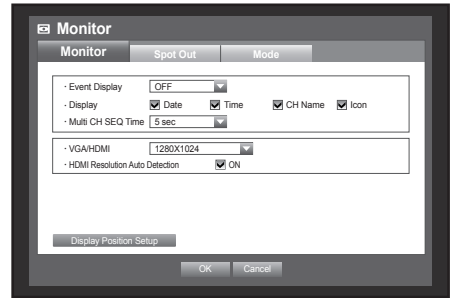 Monitor
Monitor Spot Out Mode
· Event Display OFF
· Display Date Time CH Name Icon
· Multi CH SEQ Time 5 sec
· VGA/HDMI 1280X1024
· HDMI Resolution Auto Detection ON
Display Position Setup
OK Cancel